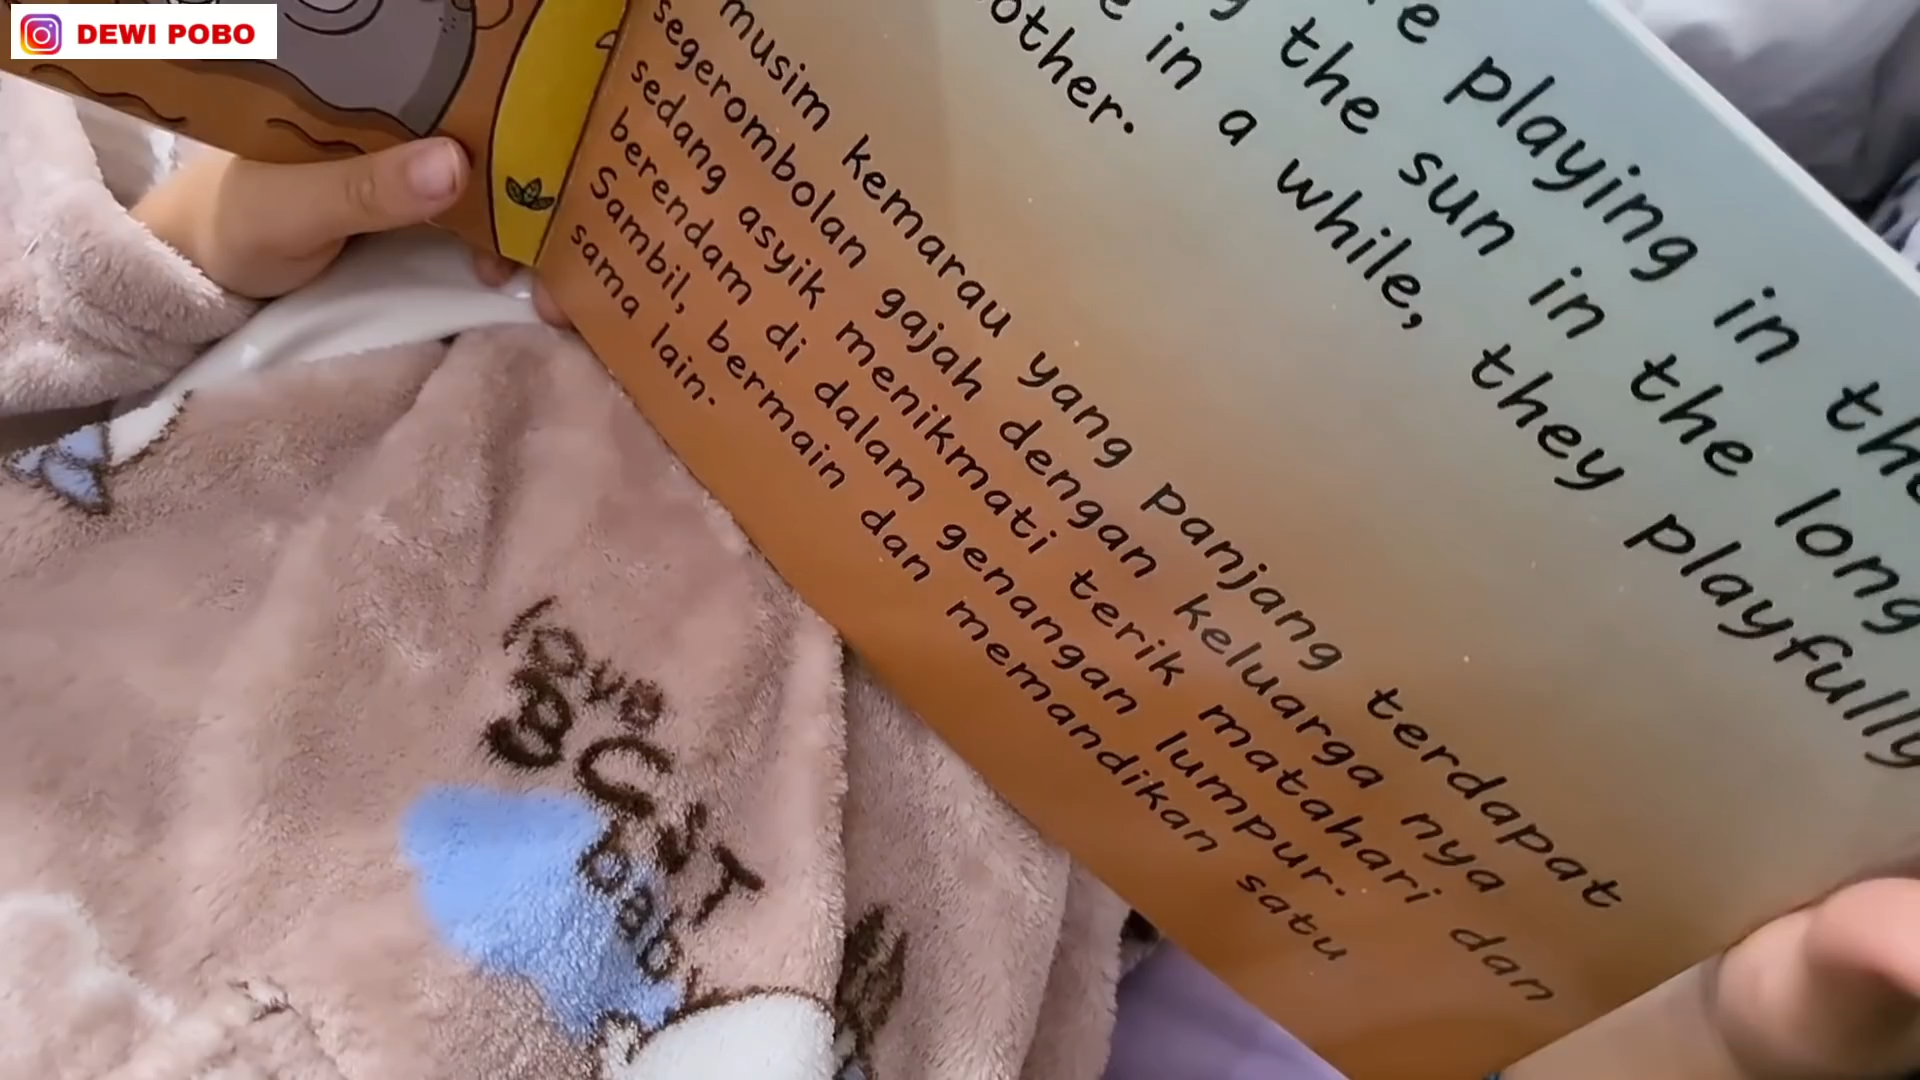 DEWI POBO
playing in
the sun in the long
in a while, they playfully
other.
musim kemarau yang panjang terdapat
segerombolan gajah dengan keluarga nya
sedang asyik menikmati terik matahari dan
berendam di dalam genangan lumpur.
Sambil, bermain dan memandikan satu
sama lain.
love
baby